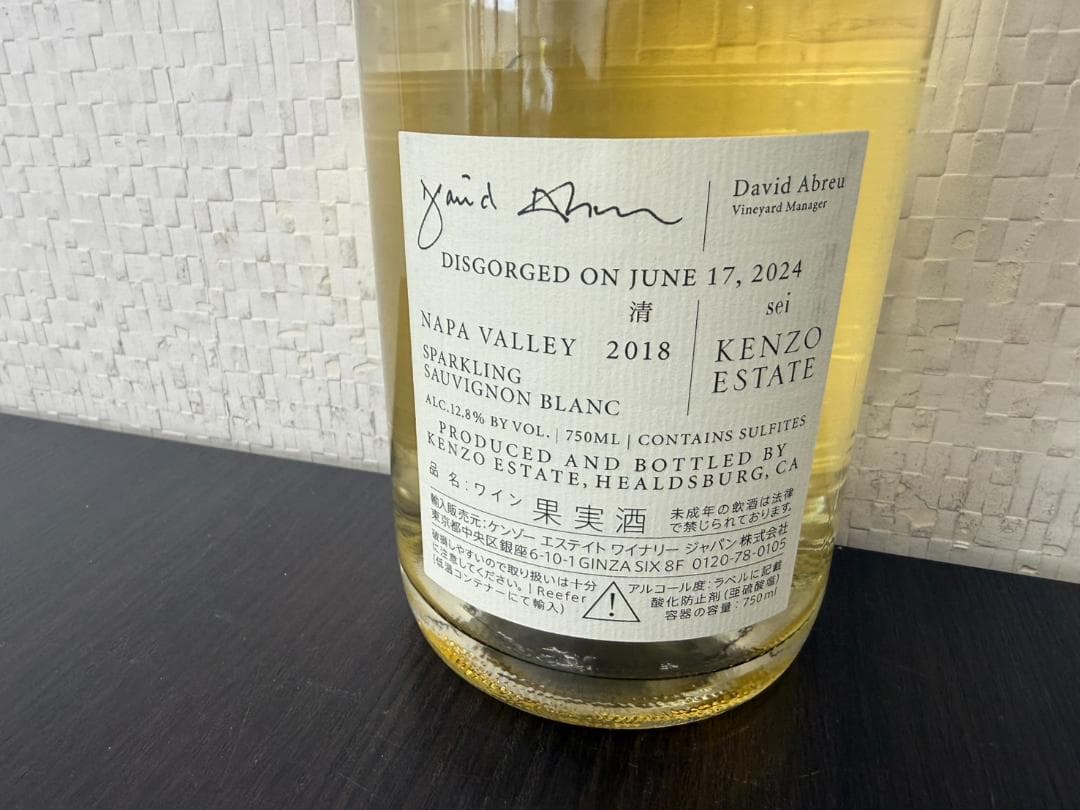 David Abreu
David Abreu
Vineyard Manager
DISGORGED ON JUNE 17, 2024
清
NAPA VALLEY 2018
SPARKLING
SAUVIGNON BLANC
sei
KENZO
ESTATE
ALC.12.8% BY VOL. | 750ML | CONTAINS SULFITES
PRODUCED AND BOTTLED BY
KENZO ESTATE, HEALDSBURG, CA
品名:ワイン 果実酒
未成年の飲酒は法律
で禁じられております。
輸入販売元:ケンゾー エステイト ワイナリー ジャパン株式会社
東京都中央区銀座6-10-1 GINZA SIX 8F 0120-78-0105
破損しやすいので取り扱いは十分
に注意してください。| Reefer
(低温コンテナーにて輸入)
アルコール度:ラベルに記載
酸化防止剤(亜硫酸塩)
容器の容量:750ml